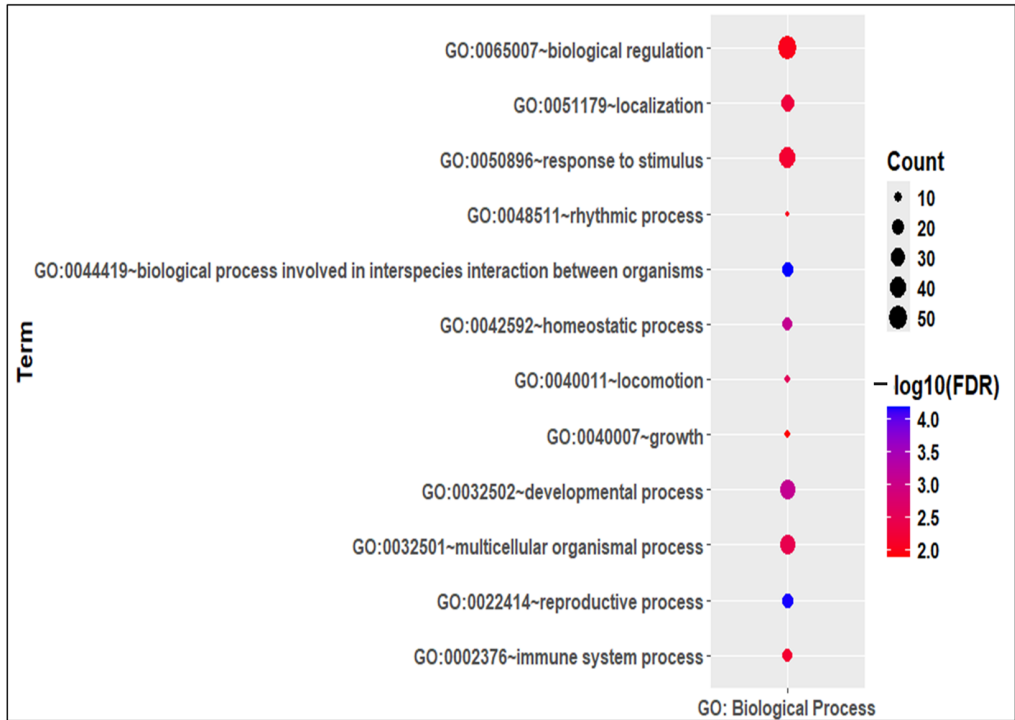 GO:0065007~biological regulation
GO:0051179~localization
GO:0050896~response to stimulus
GO:0048511~rhythmic process
GO:0044419~biological process involved in interspecies interaction between organisms
GO:0042592~homeostatic process
GO:0040011~locomotion
GO:0040007~growth
GO:0032502~developmental process
GO:0032501~multicellular organismal process
GO:0022414~reproductive process
GO:0002376~immune system process
Term
GO: Biological Process
Count
10
20
30
40
50
− log10(FDR)
4.0
3.5
3.0
2.5
2.0